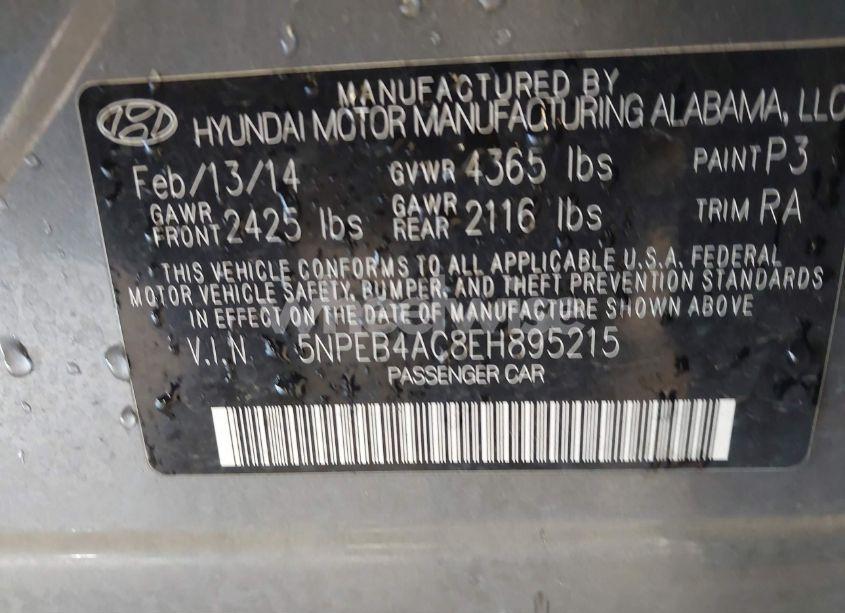 MANUFACTURED BY
HYUNDAI MOTOR MANUFACTURING ALABAMA, LLC
Feb/13/14 GVWR 4365 lbs PAINT P3
GAWR FRONT 2425 lbs GAWR REAR 2116 lbs TRIM RA
THIS VEHICLE CONFORMS TO ALL APPLICABLE U.S.A. FEDERAL
MOTOR VEHICLE SAFETY, BUMPER, AND THEFT PREVENTION STANDARDS
IN EFFECT ON THE DATE OF MANUFACTURE SHOWN ABOVE
V.I.N. 5NPEB4AC8EH895215
PASSENGER CAR